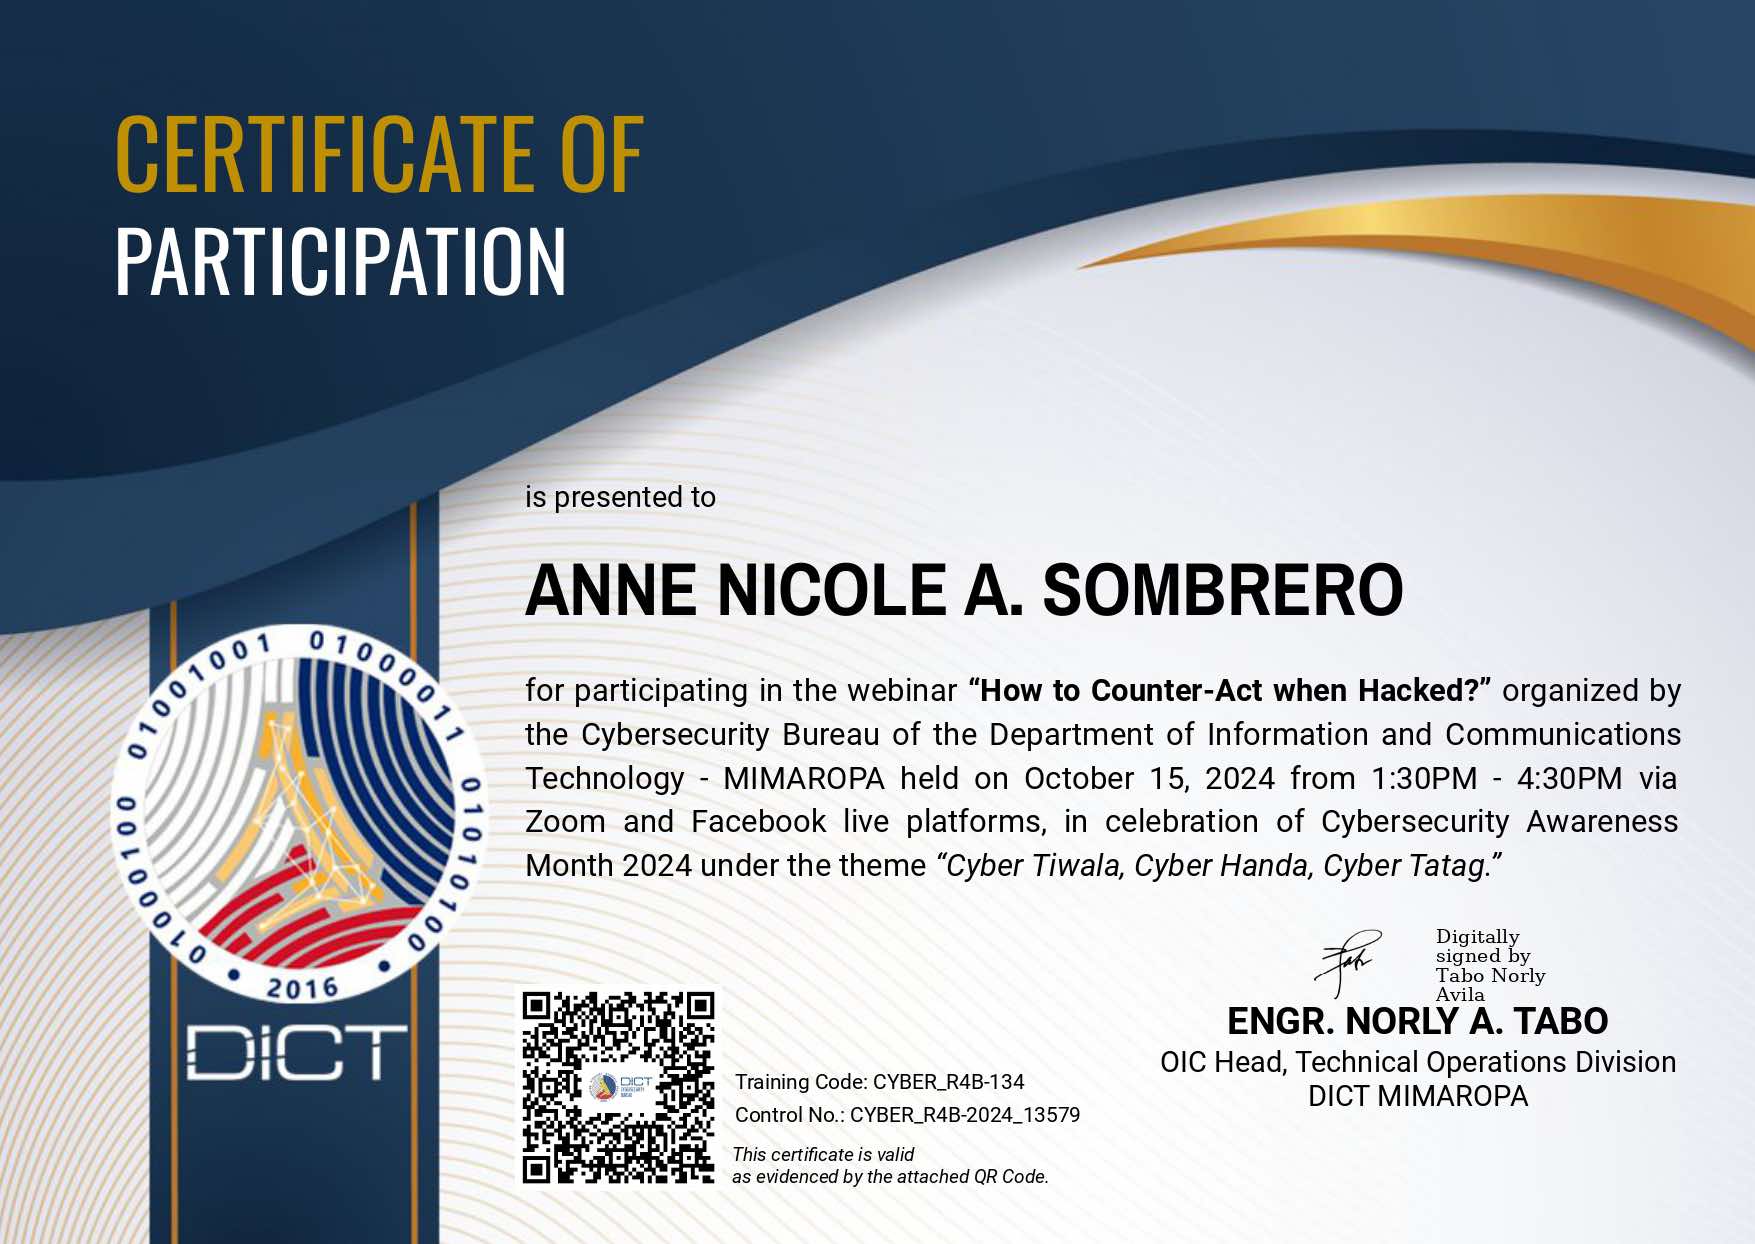 CERTIFICATE OF
PARTICIPATION
is presented to
ANNE NICOLE A. SOMBRERO
for participating in the webinar “How to Counter-Act when Hacked?” organized by
the Cybersecurity Bureau of the Department of Information and Communications
Technology - MIMAROPA held on October 15, 2024 from 1:30PM - 4:30PM via
Zoom and Facebook live platforms, in celebration of Cybersecurity Awareness
Month 2024 under the theme “Cyber Tiwala, Cyber Handa, Cyber Tatag.”
01000100 01001001 01000011 01010100
2016
DICT
Digitally
signed by
Tabo Norly
Avila
ENGR. NORLY A. TABO
OIC Head, Technical Operations Division
DICT MIMAROPA
DICT
CYBERSECURITY
BUREAU
Training Code: CYBER_R4B-134
Control No.: CYBER_R4B-2024_13579
This certificate is valid
as evidenced by the attached QR Code.